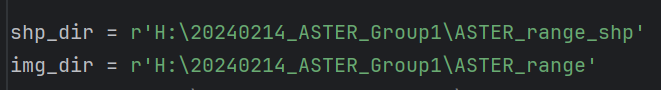 shp_dir = r'H:\20240214_ASTER_Group1\ASTER_range_shp'
img_dir = r'H:\20240214_ASTER_Group1\ASTER_range'